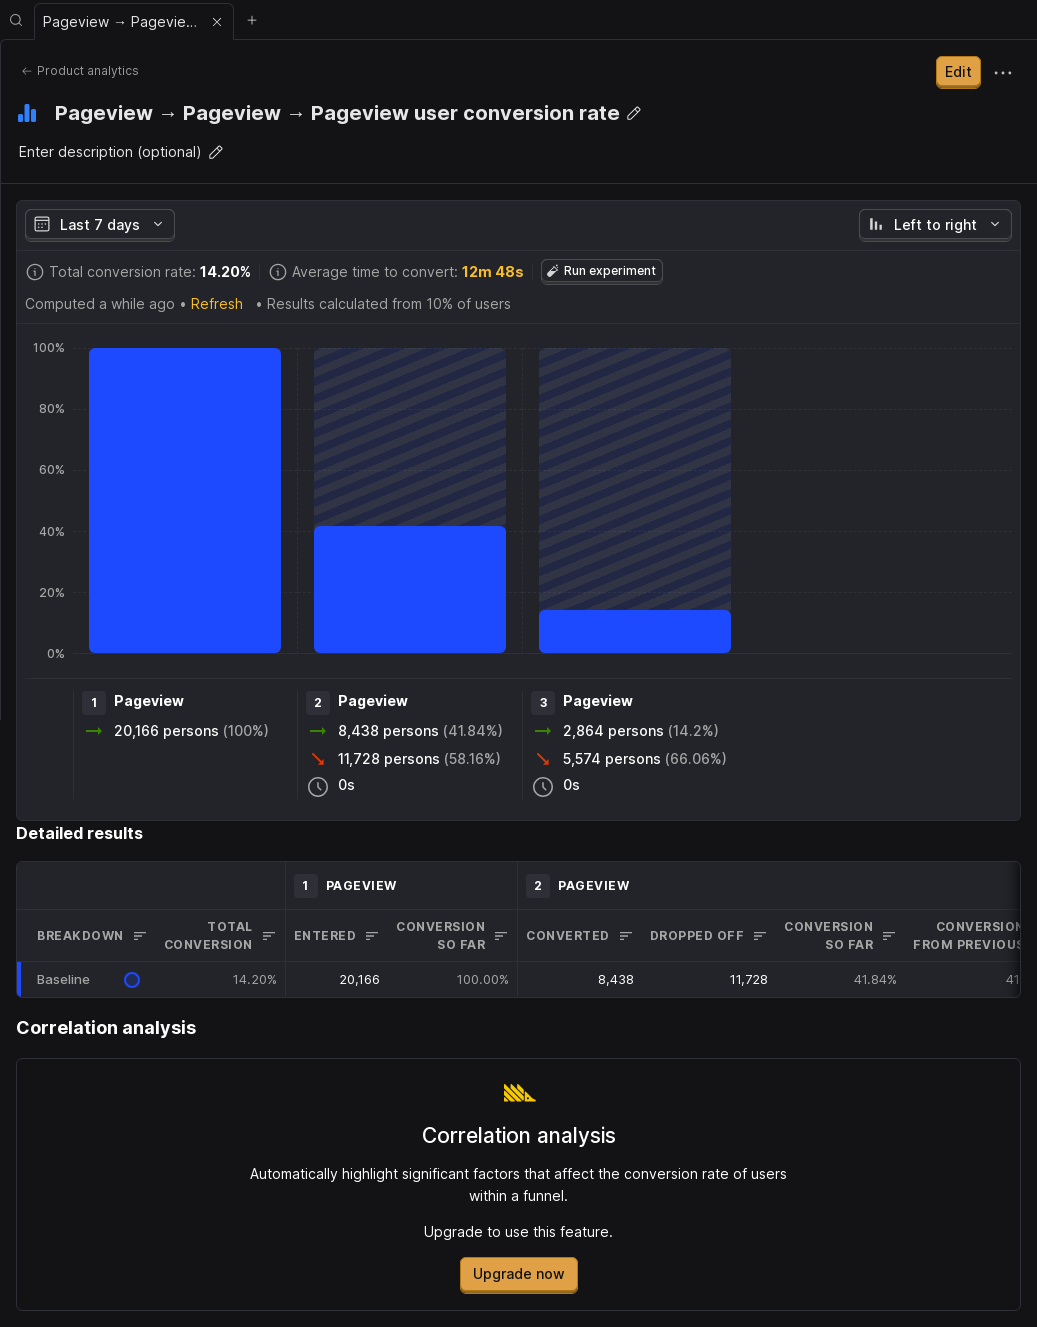 Pageview → Pagevie...
Product analytics
Edit
Pageview → Pageview → Pageview user conversion rate
Enter description (optional)
Last 7 days
Left to right
Total conversion rate: 14.20%
Average time to convert: 12m 48s
Run experiment
Computed a while ago • Refresh • Results calculated from 10% of users
100%
80%
60%
40%
20%
0%
1 Pageview
20,166 persons (100%)
2 Pageview
8,438 persons (41.84%)
11,728 persons (58.16%)
0s
3 Pageview
2,864 persons (14.2%)
5,574 persons (66.06%)
0s
Detailed results
1 PAGEVIEW
2 PAGEVIEW
BREAKDOWN
TOTAL
CONVERSION
ENTERED
CONVERSION
SO FAR
CONVERTED
DROPPED OFF
CONVERSION
SO FAR
CONVERSION
FROM PREVIOUS
Baseline
14.20%
20,166
100.00%
8,438
11,728
41.84%
Correlation analysis
Correlation analysis
Automatically highlight significant factors that affect the conversion rate of users
within a funnel.
Upgrade to use this feature.
Upgrade now